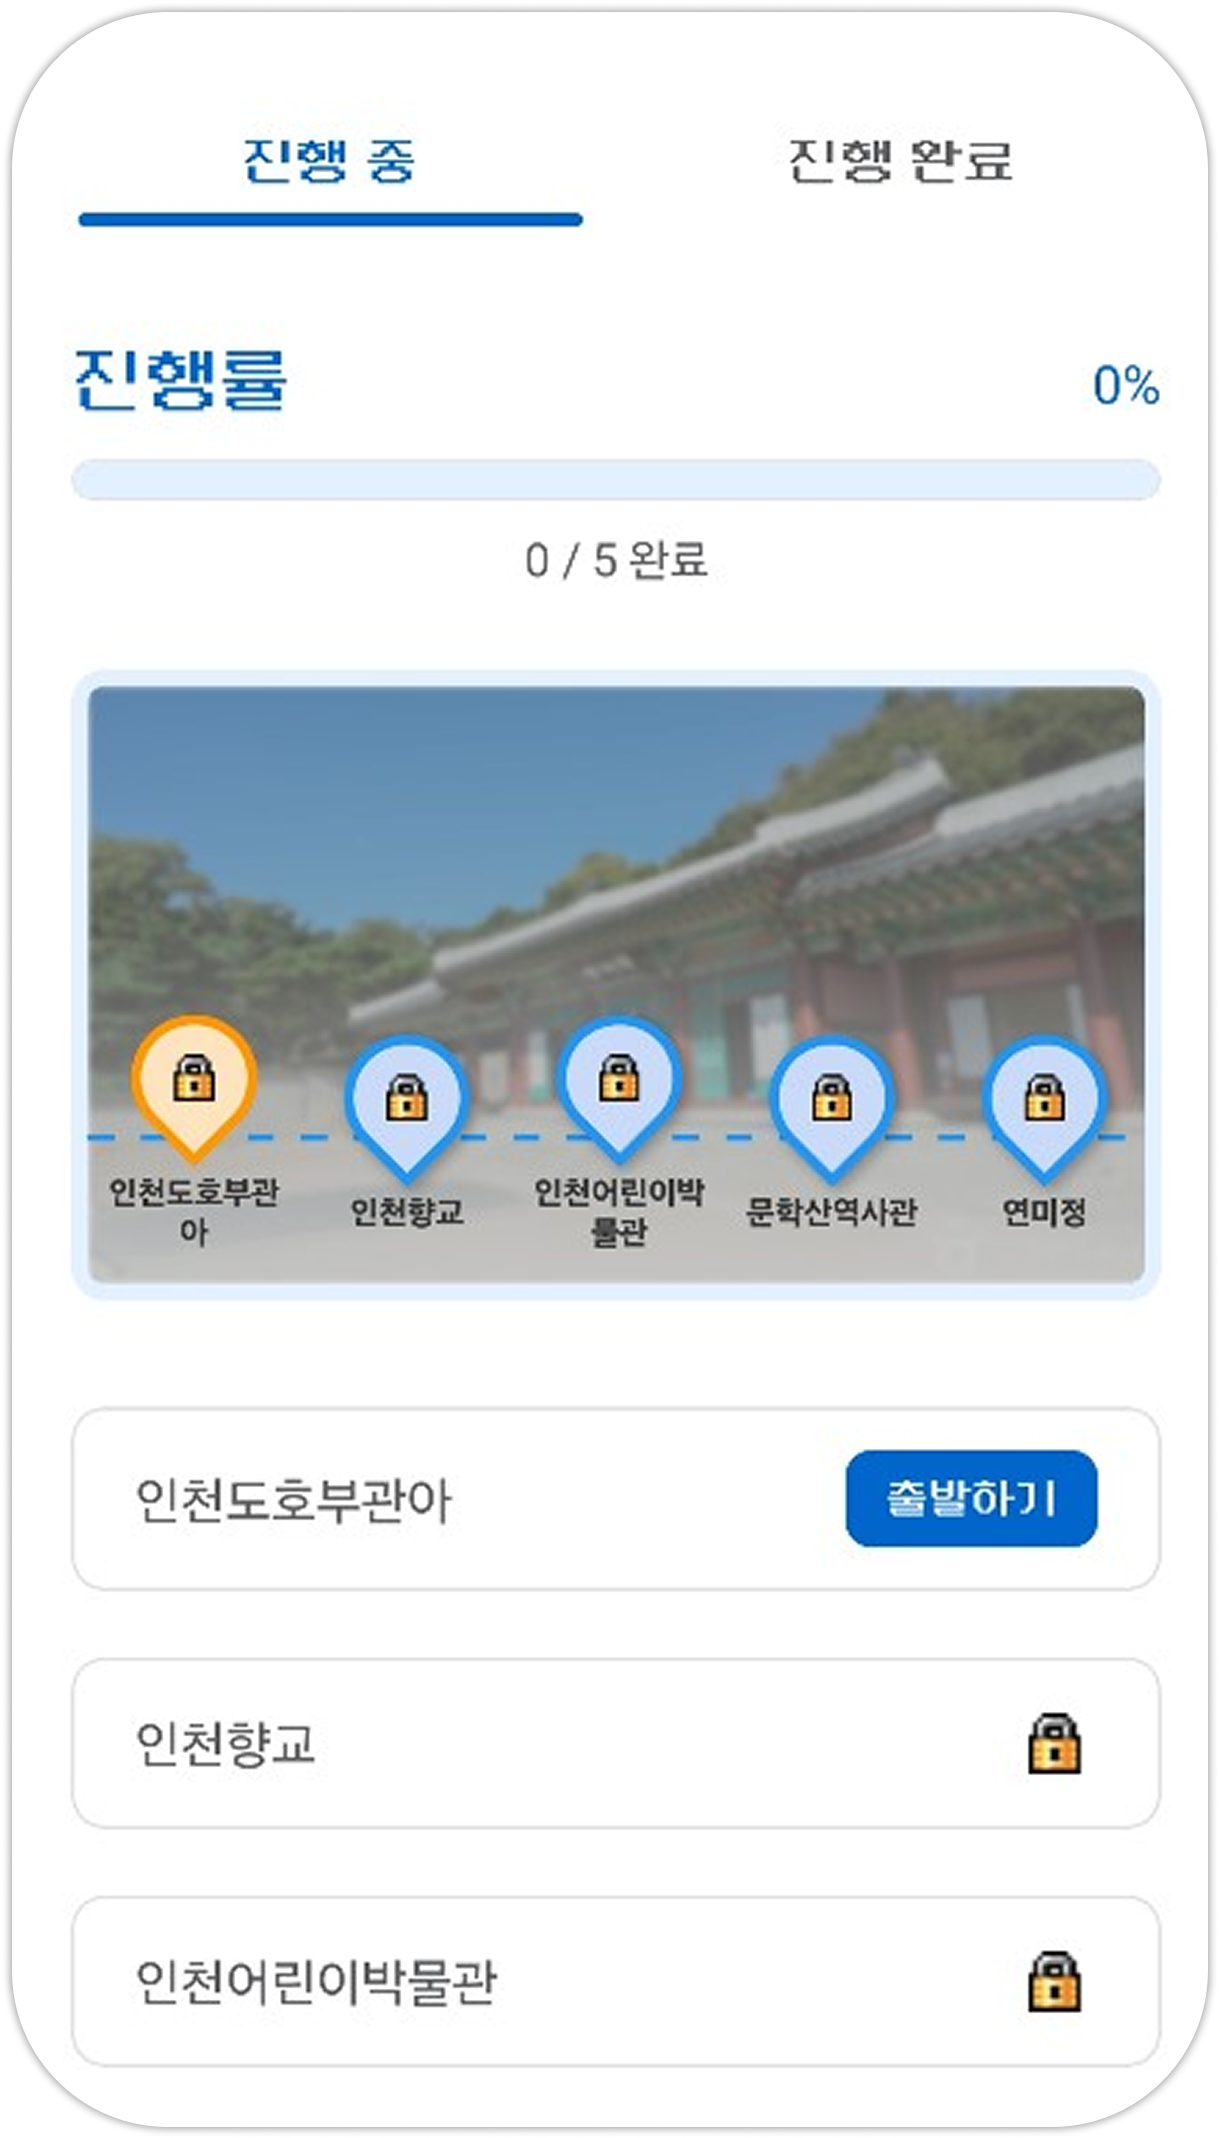 진행 중
진행 완료
진행률
0%
0 / 5 완료
인천도호부관
아
인천향교
인천어린이박
물관
문학산역사관
연미정
인천도호부관아
출발하기
인천향교
인천어린이박물관